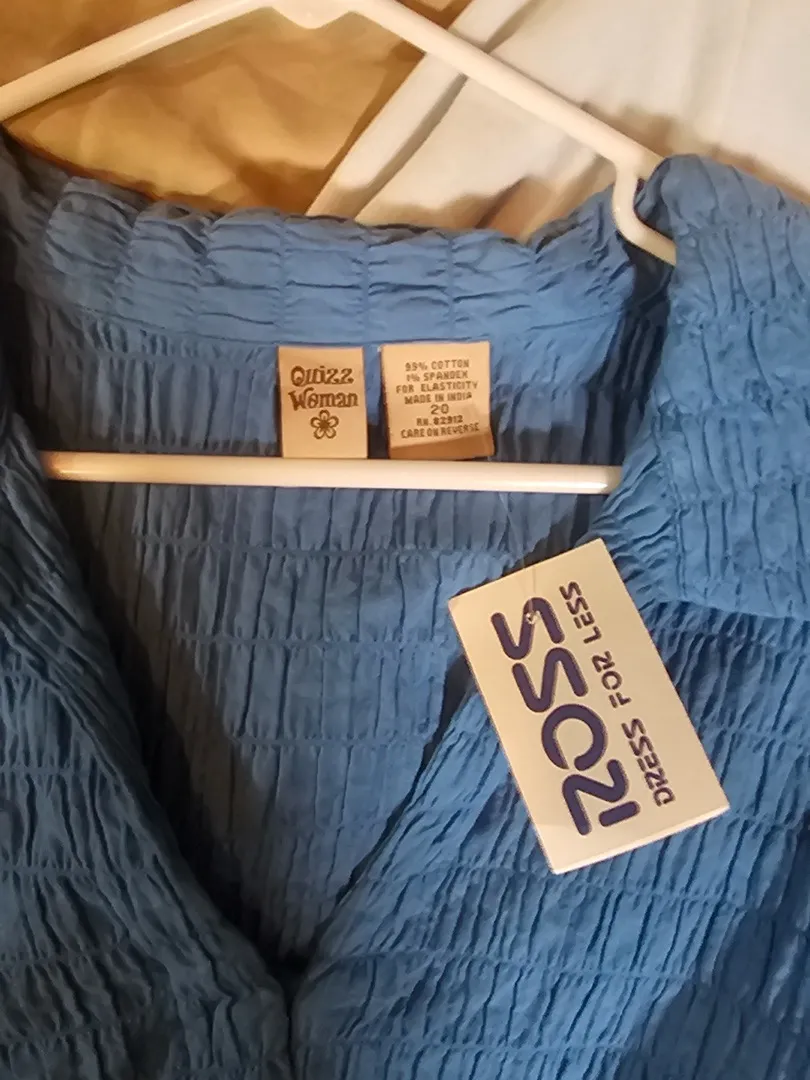 Quizz
Woman
99% COTTON
1% SPANDEX
FOR ELASTICITY
MADE IN INDIA
20
RN.82912
CARE ON REVERSE
ROSS
DRESS FOR LESS